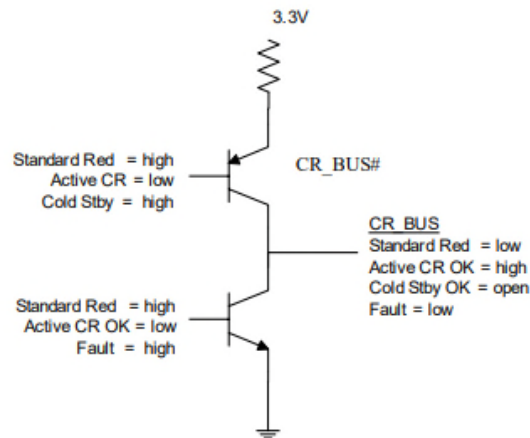 3.3V
Standard Red = high
Active CR = low
Cold Stby = high
CR_BUS#
CR_BUS
Standard Red = low
Active CR OK = high
Cold Stby OK = open
Fault = low
Standard Red = high
Active CR OK = low
Fault = high